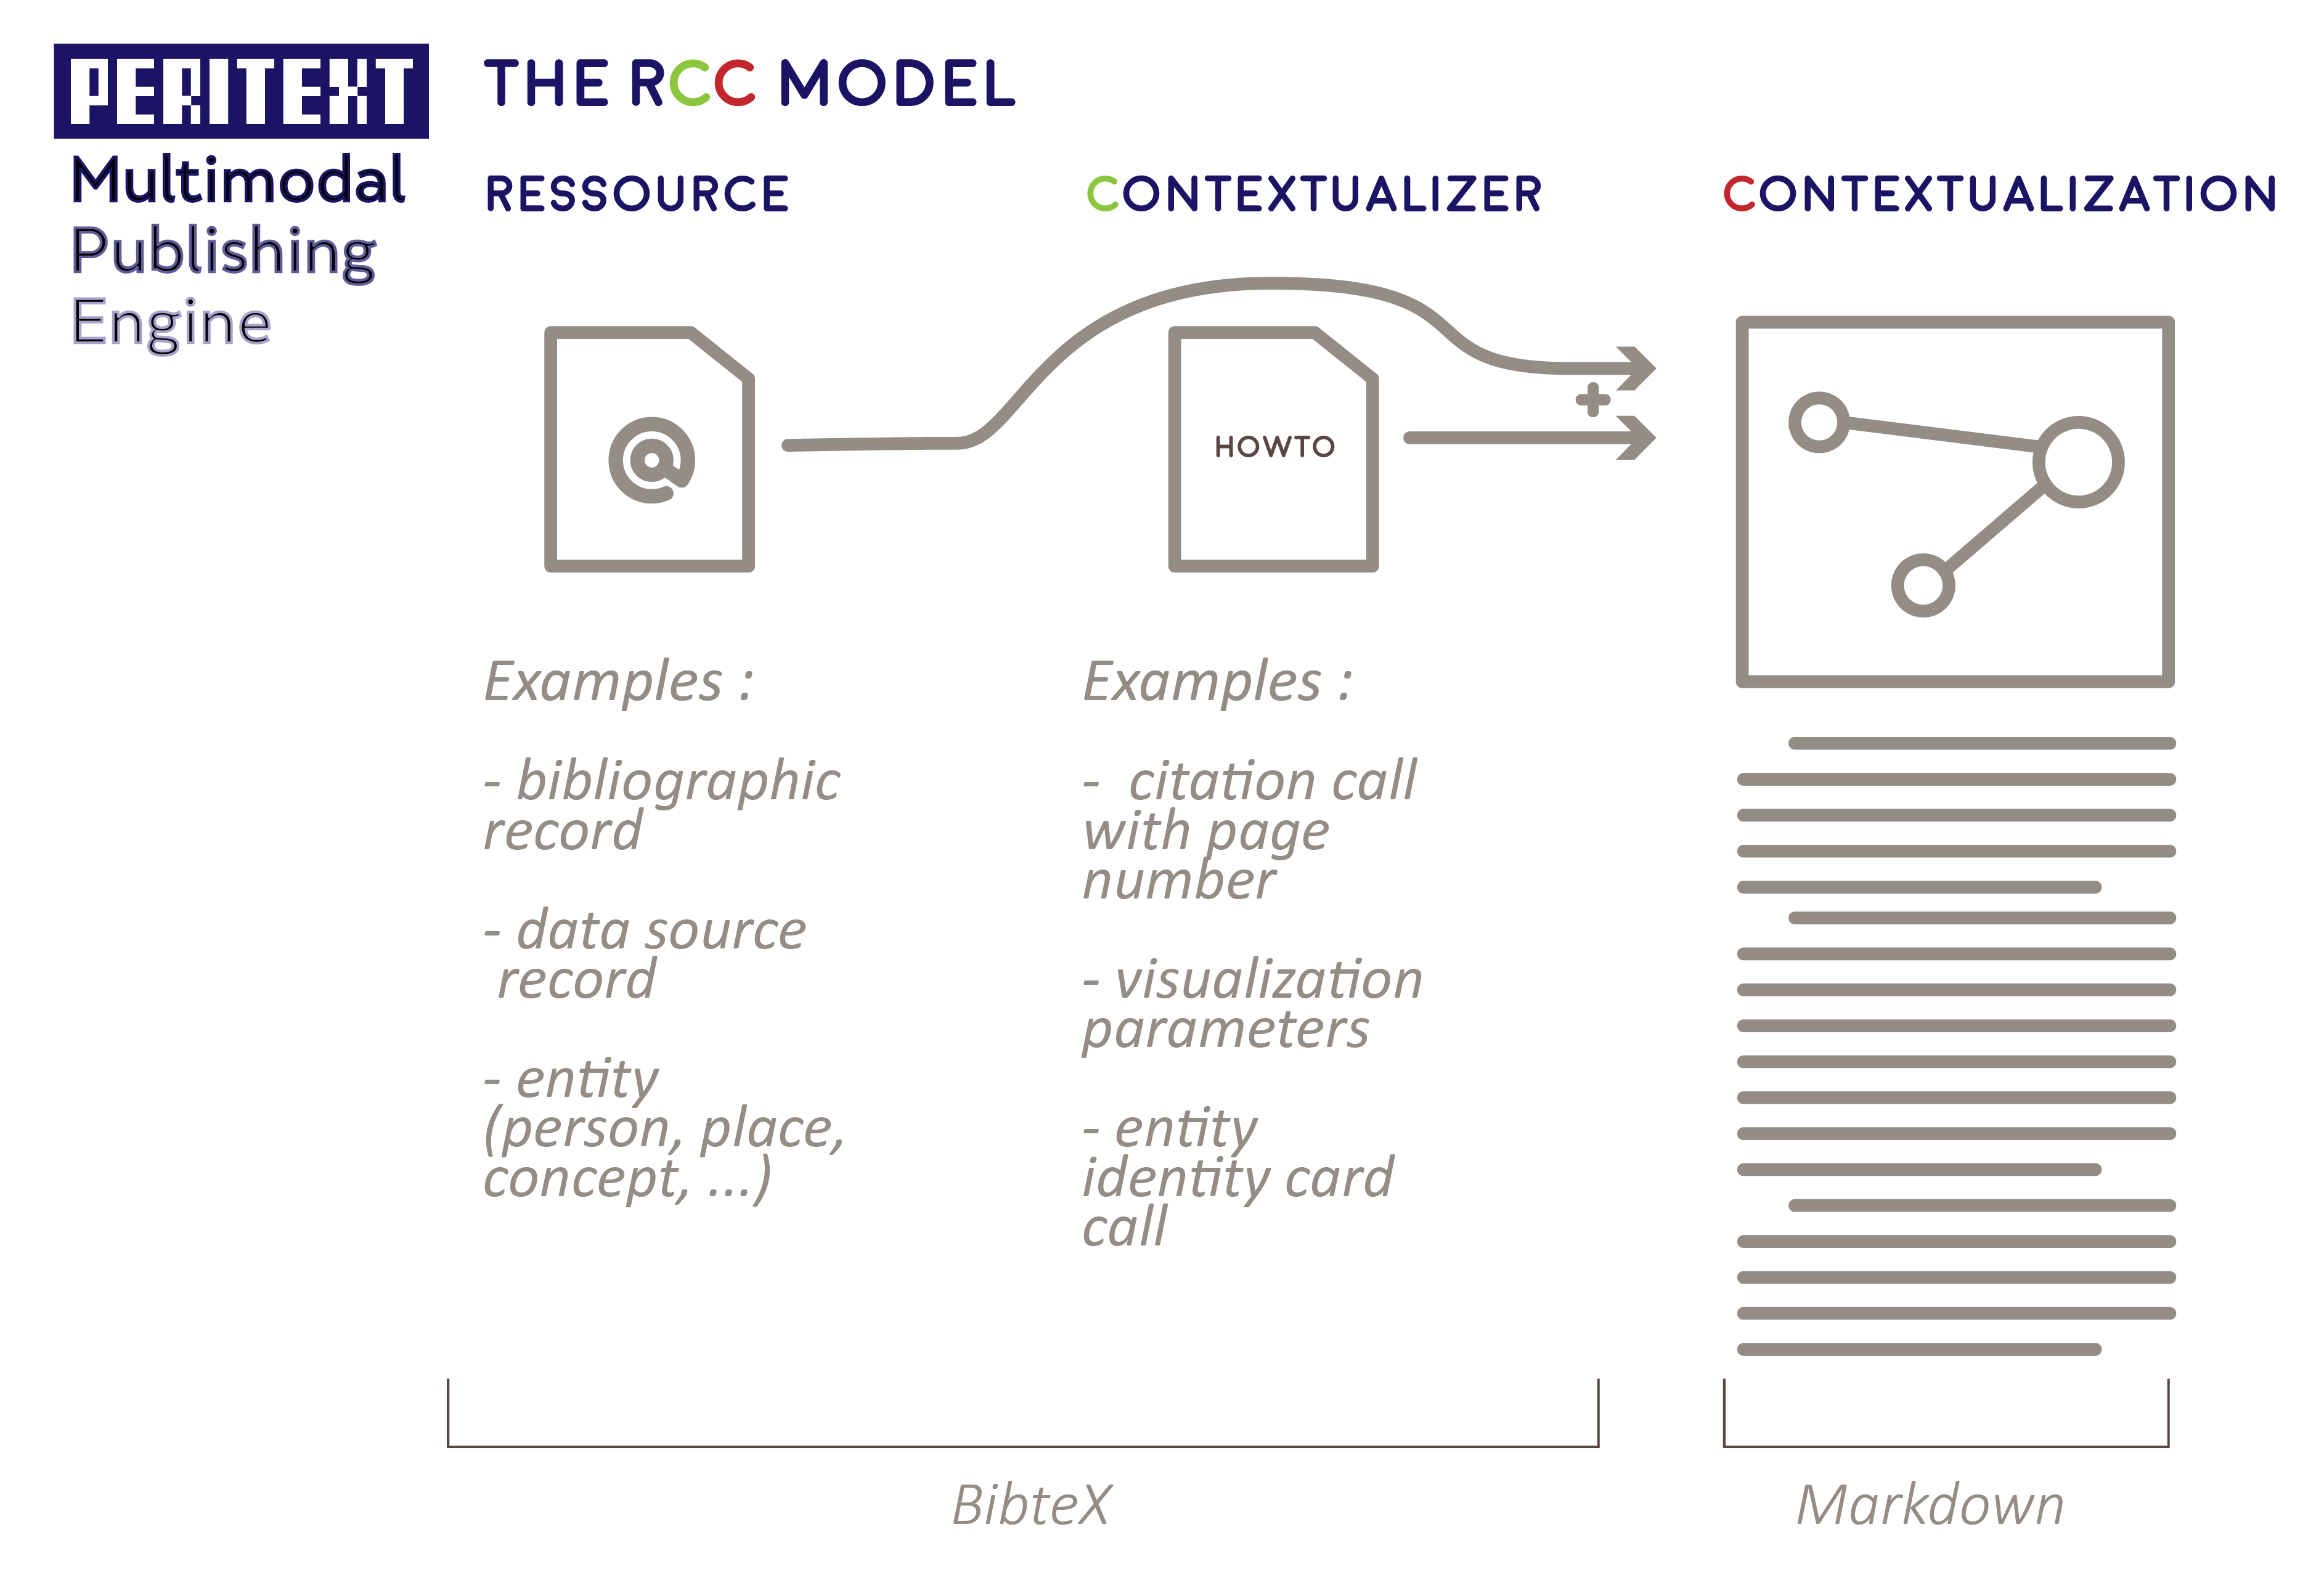 PERITEXT
Multimodal
Publishing
Engine
THE RCC MODEL
RESSOURCE
CONTEXTUALIZER
CONTEXTUALIZATION
@
HOWTO
+
Examples :
- bibliographic
record
- data source
record
- entity
(person, place,
concept, ...)
Examples :
- citation call
with page
number
- visualization
parameters
- entity
identity card
call
BibteX
Markdown